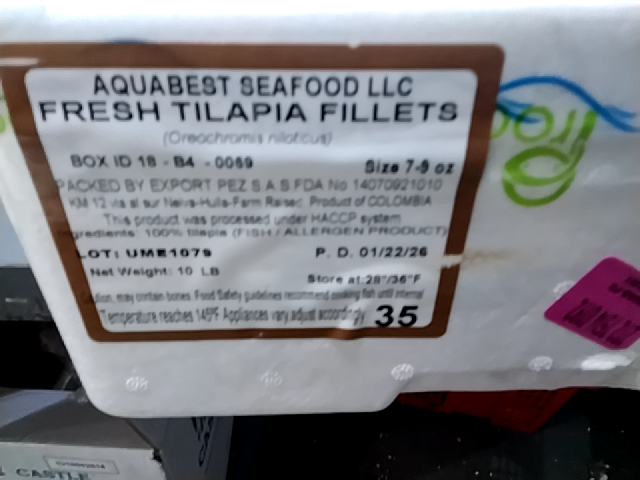 AQUABEST SEAFOOD LLC
FRESH TILAPIA FILLETS
(Oreochromis niloticus)
BOX ID 18 - B4 - 0069 Size 7-9 oz
PACKED BY EXPORT PEZ S.A.S FDA No 14070921010
KM 12 via al sur Neiva-Huila-Farm Raised. Product of COLOMBIA
This product was processed under HACCP system
Ingredients: 100% tilapia (FISH / ALLERGEN PRODUCT)
LOT: UME1079 P. D. 01/22/26
Net Weight: 10 LB Store at 28°/36°F
Caution, may contain bones. Food Safety guidelines recommend cooking fish until internal
Temperature reaches 145°F. Appliances vary adjust accordingly 35
CASTLE